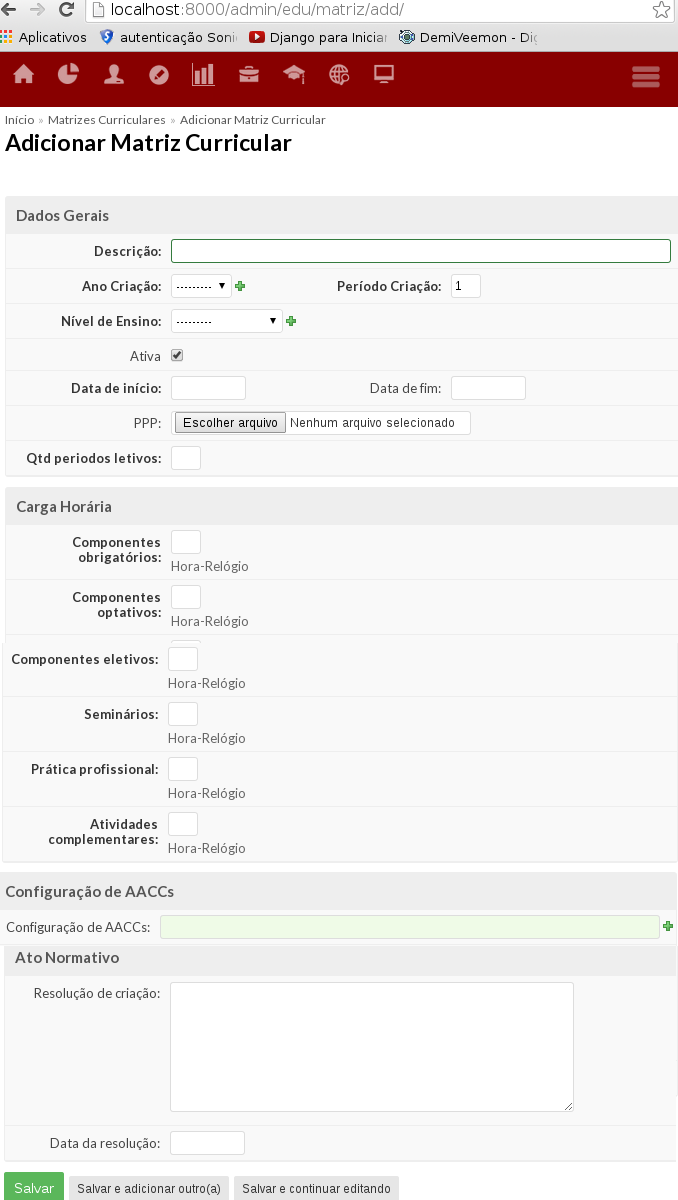 localhost:8000/admin/edu/matriz/add/
Aplicativos autenticação Soni Django para Iniciar DemiVeemon - Di
Início » Matrizes Curriculares » Adicionar Matriz Curricular
Adicionar Matriz Curricular
Dados Gerais
Descrição:
Ano Criação: --------- Período Criação: 1
Nível de Ensino: ---------
Ativa
Data de início: Data de fim:
PPP: Escolher arquivo Nenhum arquivo selecionado
Qtd periodos letivos:
Carga Horária
Componentes
obrigatórios:
Hora-Relógio
Componentes
optativos:
Hora-Relógio
Componentes eletivos:
Hora-Relógio
Seminários:
Hora-Relógio
Prática profissional:
Hora-Relógio
Atividades
complementares:
Hora-Relógio
Configuração de AACCs
Configuração de AACCs:
Ato Normativo
Resolução de criação:
Data da resolução:
Salvar Salvar e adicionar outro(a) Salvar e continuar editando